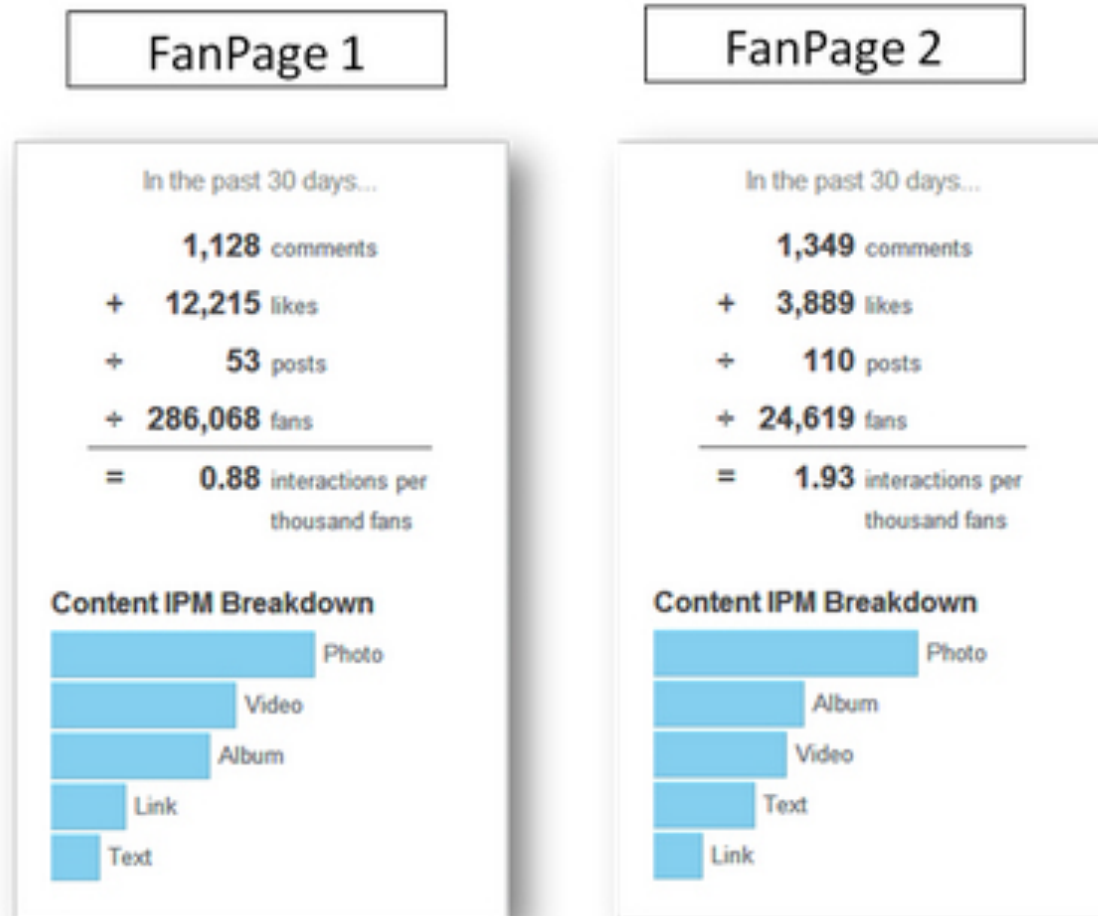 FanPage 1
In the past 30 days...
1,128 comments
+ 12,215 likes
÷ 53 posts
÷ 286,068 fans
= 0.88 interactions per
thousand fans
Content IPM Breakdown
Photo
Video
Album
Link
Text
FanPage 2
In the past 30 days...
1,349 comments
+ 3,889 likes
÷ 110 posts
÷ 24,619 fans
= 1.93 interactions per
thousand fans
Content IPM Breakdown
Photo
Album
Video
Text
Link